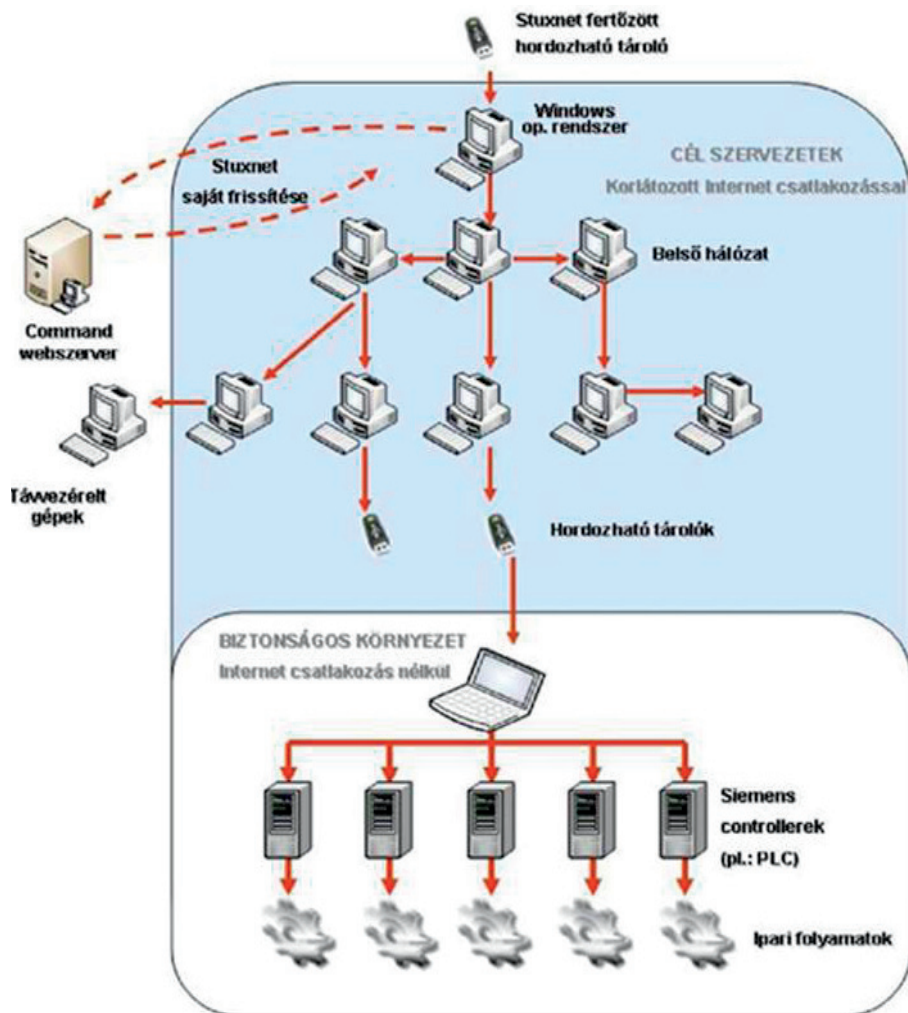 Stuxnet fertőzött
hordozható tároló
Windows
op. rendszer
CÉL SZERVEZETEK
Korlátozott Internet csatlakozással
Stuxnet
saját frissítése
Belső hálózat
Command
webszerver
Távvezérelt
gépek
Hordozható tárolók
BIZTONSÁGOS KÖRNYEZET
Internet csatlakozás nélkül
Siemens
controllerek
(pl.: PLC)
Ipari folyamatok